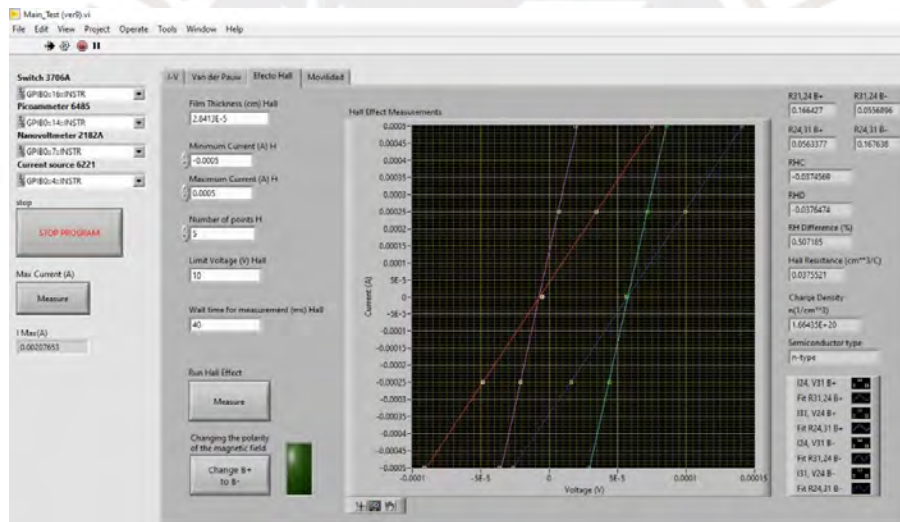 Main_Test (ver9).vi
File Edit View Project Operate Tools Window Help
Switch 3706A
GPIB0::16::INSTR
Picoammeter 6485
GPIB0::14::INSTR
Nanovoltmeter 2182A
GPIB0::7::INSTR
Current source 6221
GPIB0::4::INSTR
stop
STOP PROGRAM
Max Current (A)
Measure
I Max(A)
0.00207653
J-V Van der Pauw Efecto Hall Movilidad
Film Thickness (cm) Hall
2.8413E-5
Minimum Current (A) H
-0.0005
Maximum Current (A) H
0.0005
Number of points H
5
Limit Voltage (V) Hall
10
Wait time for measurement (ms) Hall
40
Run Hall Effect
Measure
Changing the polarity
of the magnetic field
Change B+
to B-
Hall Effect Measurements
Current (A)
0.0005
0.00045
0.0004
0.00035
0.0003
0.00025
0.0002
0.00015
0.0001
5E-5
0
-5E-5
-0.0001
-0.00015
-0.0002
-0.00025
-0.0003
-0.00035
-0.0004
-0.00045
-0.0005
-0.0001 -5E-5 0 5E-5 0.0001 0.00015
Voltage (V)
R31,24 B+ R31,24 B-
0.166427 0.0556896
R24,31 B+ R24,31 B-
0.0563377 0.167638
RHC
-0.0374569
RHD
-0.0376474
RH Difference (%)
0.507185
Hall Resistance (cm**3/C)
0.0375521
Charge Density
n(1/cm**3)
1.66435E+20
Semiconductor type
n-type
I24, V31 B+
Fit R31,24 B+
I31, V24 B+
Fit R24,31 B+
I24, V31 B-
Fit R31,24 B-
I31, V24 B-
Fit R24,31 B-